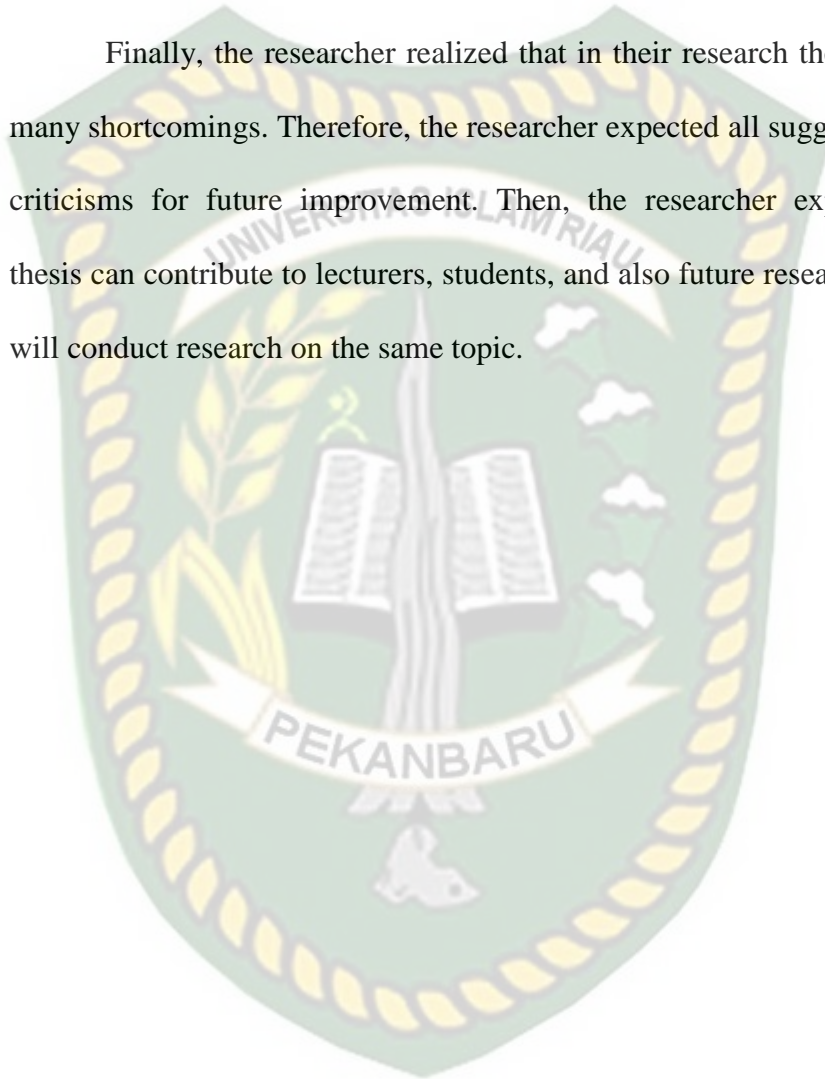 Finally, the researcher realized that in their research the
many shortcomings. Therefore, the researcher expected all sugg
criticisms for future improvement. Then, the researcher ex
thesis can contribute to lecturers, students, and also future resea
will conduct research on the same topic.
UNIVERSITAS ISLAM RIAU
PEKANBARU